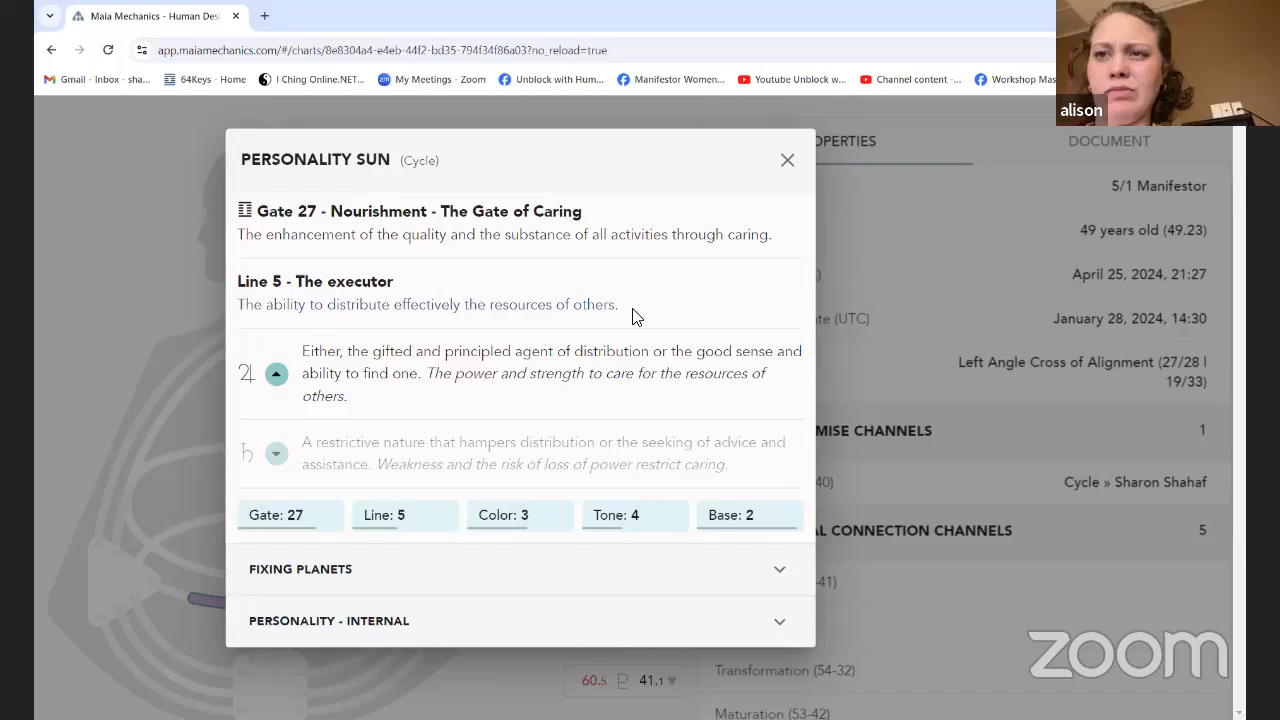 Maia Mechanics - Human Des
app.maiamechanics.com/#/charts/8e8304a4-e4eb-44f2-bd35-794f34f86a03?no_reload=true
Gmail - Inbox - sha...
64Keys - Home
I Ching Online.NET...
My Meetings - Zoom
Unblock with Hum...
Manifestor Women...
Youtube Unblock w...
Channel content -...
Workshop Mas
alison
PERSONALITY SUN (Cycle)
Gate 27 - Nourishment - The Gate of Caring
The enhancement of the quality and the substance of all activities through caring.
Line 5 - The executor
The ability to distribute effectively the resources of others.
Either, the gifted and principled agent of distribution or the good sense and
ability to find one. The power and strength to care for the resources of
others.
A restrictive nature that hampers distribution or the seeking of advice and
assistance. Weakness and the risk of loss of power restrict caring.
Gate: 27
Line: 5
Color: 3
Tone: 4
Base: 2
FIXING PLANETS
PERSONALITY - INTERNAL
OPERTIES
DOCUMENT
5/1 Manifestor
49 years old (49.23)
April 25, 2024, 21:27
ate (UTC)
January 28, 2024, 14:30
Left Angle Cross of Alignment (27/28 |
19/33)
MISE CHANNELS
1
40)
Cycle » Sharon Shahaf
AL CONNECTION CHANNELS
5
-41)
Transformation (54-32)
Maturation (53-42)
60.5
41.1
zoom